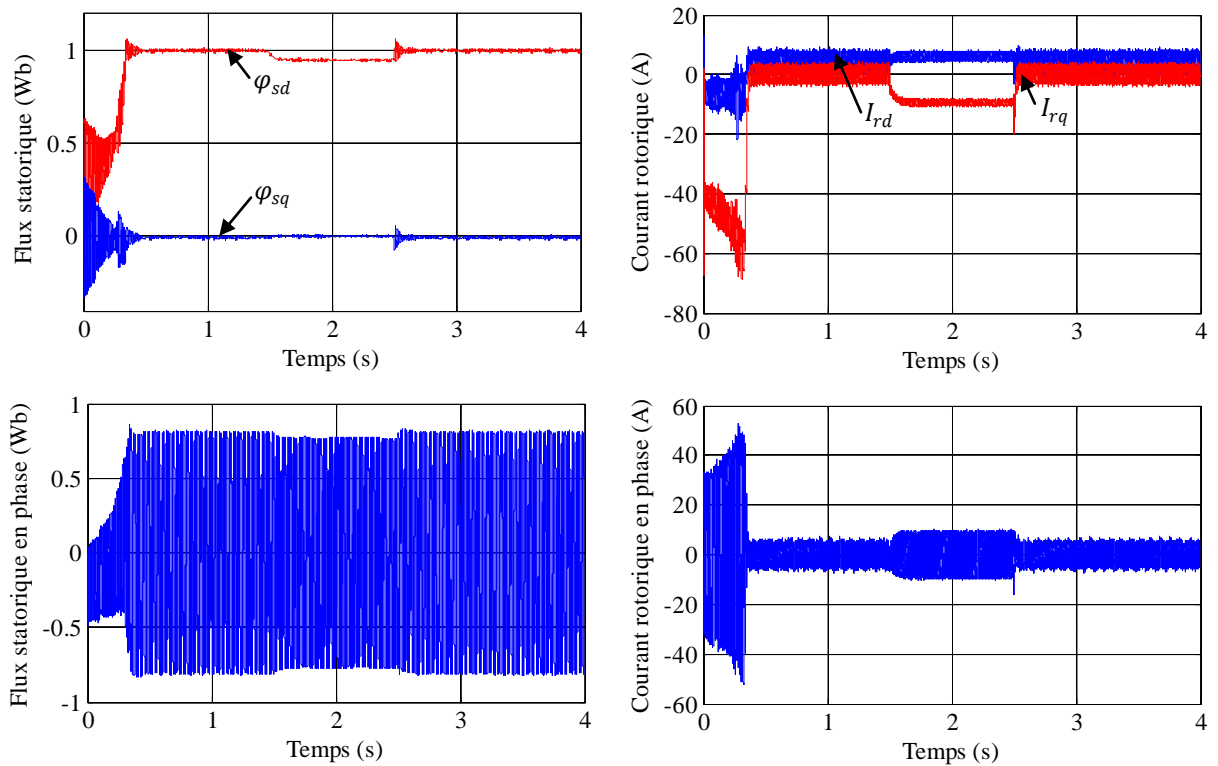 Flux statorique (Wb)
1
0.5
0
φsd
φsq
0 1 2 3 4
Temps (s)
Courant rotorique (A)
20
0
-20
-40
-60
-80
Ird
Irq
0 1 2 3 4
Temps (s)
Flux statorique en phase (Wb)
1
0.5
0
-0.5
-1
0 1 2 3 4
Temps (s)
Courant rotorique en phase (A)
60
40
20
0
-20
-40
-60
0 1 2 3 4
Temps (s)